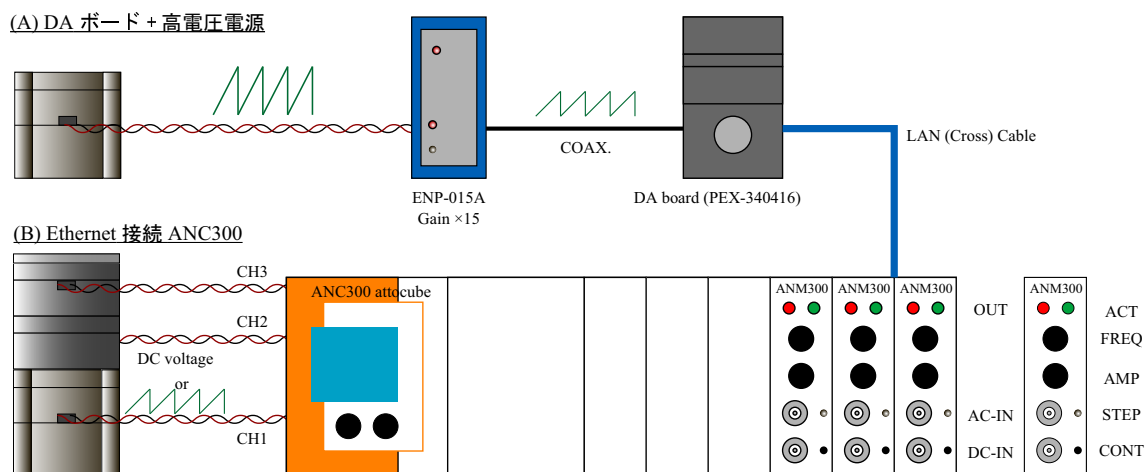 (A) DA ボード + 高電圧電源
COAX.
LAN (Cross) Cable
ENP-015A
Gain ×15
DA board (PEX-340416)
(B) Ethernet 接続 ANC300
CH3
CH2
DC voltage
or
CH1
ANC300 attocube
ANM300
ANM300
ANM300
ANM300
OUT
ACT
FREQ
AMP
AC-IN
STEP
DC-IN
CONT